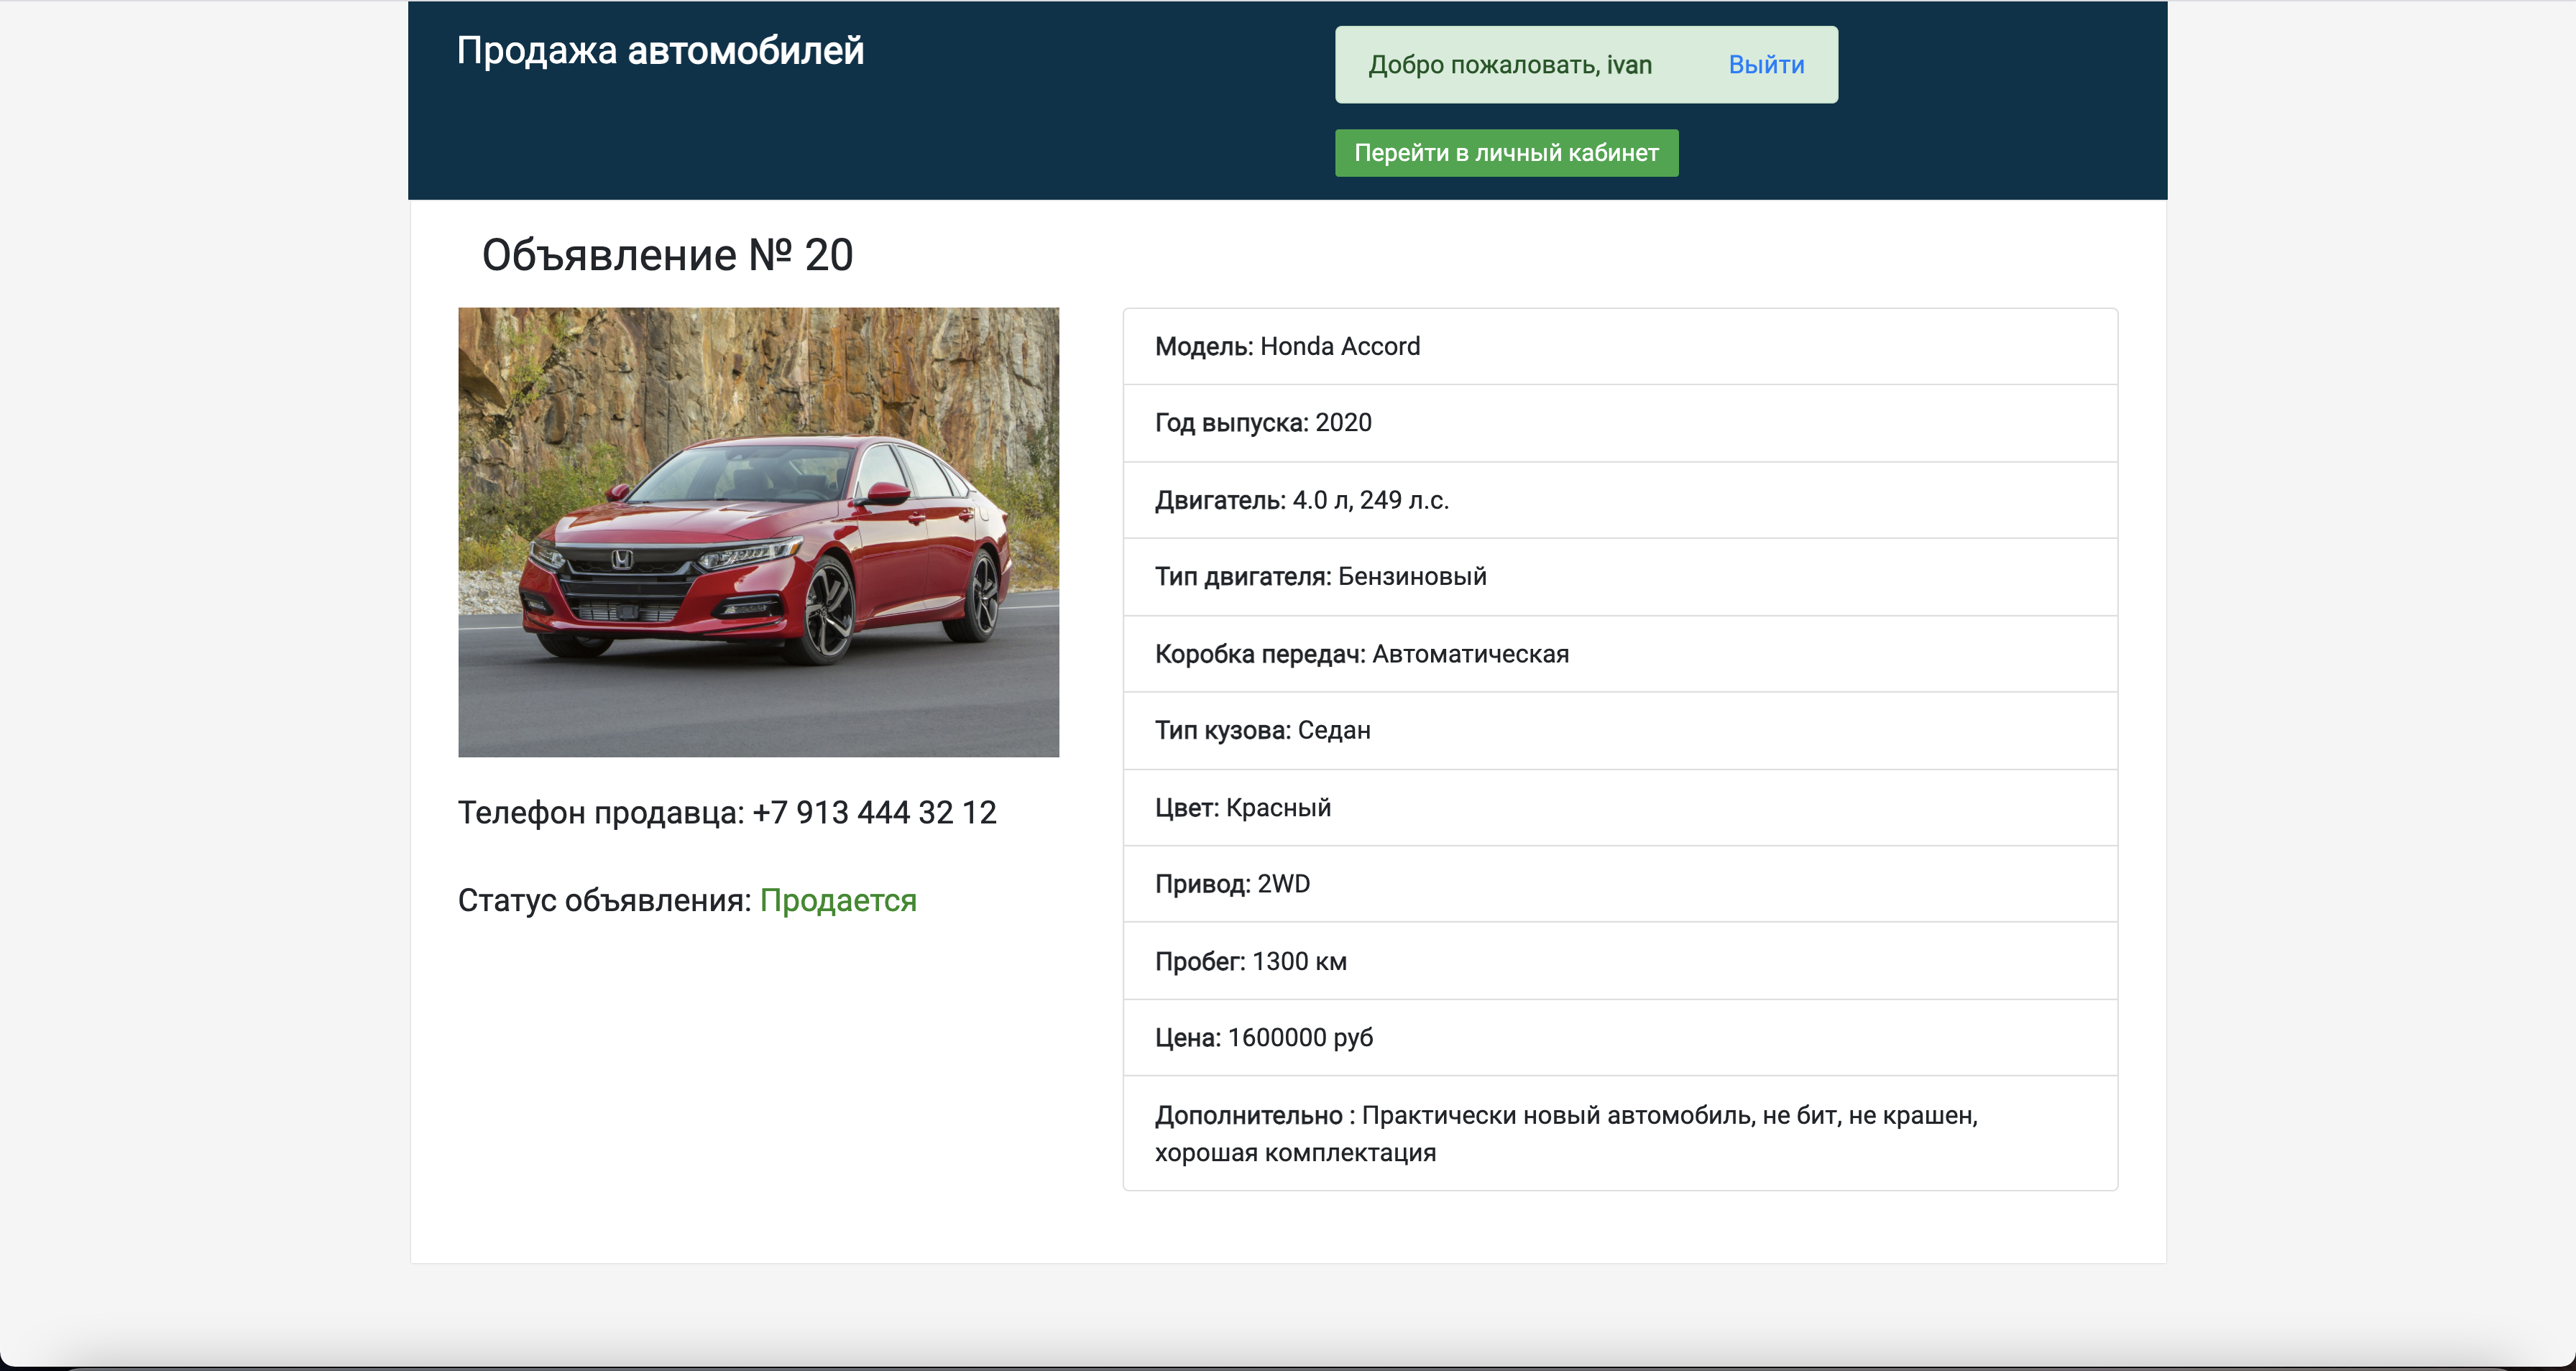 Продажа автомобилей
Добро пожаловать, ivan
Выйти
Перейти в личный кабинет
Объявление № 20
Телефон продавца: +7 913 444 32 12
Статус объявления: Продается
Модель: Honda Accord
Год выпуска: 2020
Двигатель: 4.0 л, 249 л.с.
Тип двигателя: Бензиновый
Коробка передач: Автоматическая
Тип кузова: Седан
Цвет: Красный
Привод: 2WD
Пробег: 1300 км
Цена: 1600000 руб
Дополнительно : Практически новый автомобиль, не бит, не крашен,
хорошая комплектация